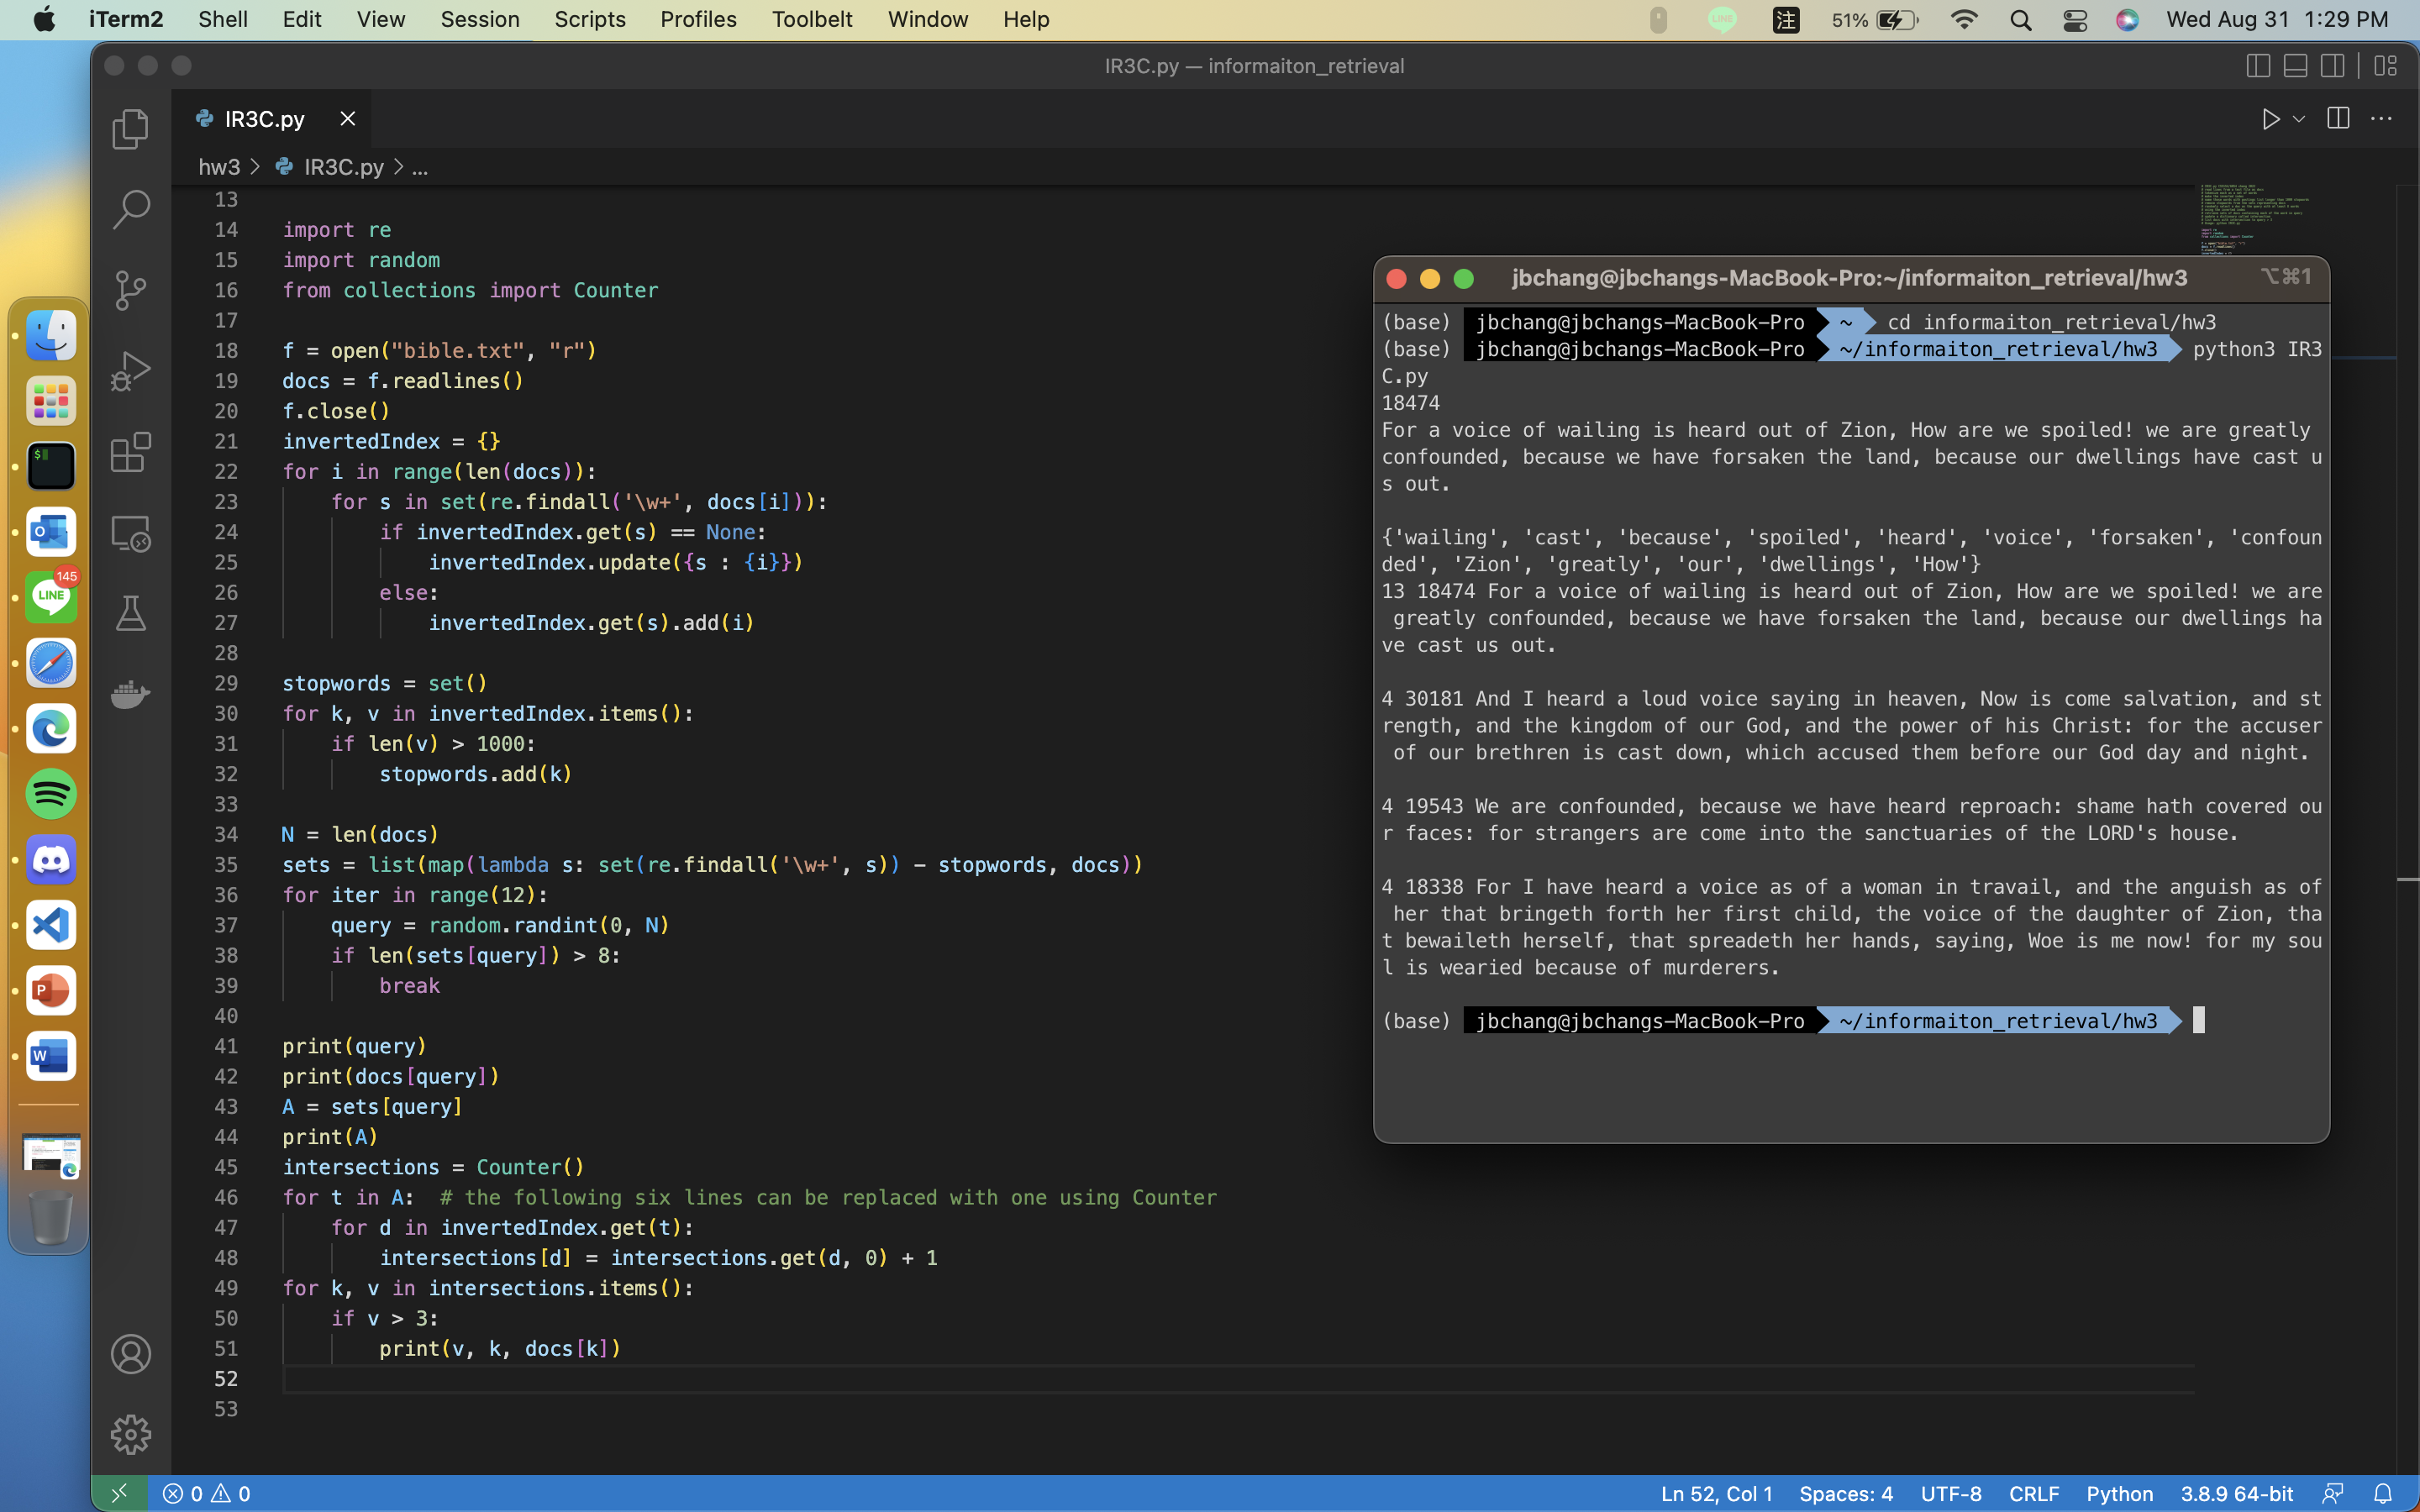 iTerm2 Shell Edit View Session Scripts Profiles Toolbelt Window Help LINE 注 51% Wed Aug 31 1:29 PM
IR3C.py — informaiton_retrieval
IR3C.py
hw3 > IR3C.py > ...
13
14 import re
15 import random
16 from collections import Counter
17
18 f = open("bible.txt", "r")
19 docs = f.readlines()
20 f.close()
21 invertedIndex = {}
22 for i in range(len(docs)):
23 for s in set(re.findall('\w+', docs[i])):
24 if invertedIndex.get(s) == None:
25 invertedIndex.update({s : {i}})
26 else:
27 invertedIndex.get(s).add(i)
28
29 stopwords = set()
30 for k, v in invertedIndex.items():
31 if len(v) > 1000:
32 stopwords.add(k)
33
34 N = len(docs)
35 sets = list(map(lambda s: set(re.findall('\w+', s)) - stopwords, docs))
36 for iter in range(12):
37 query = random.randint(0, N)
38 if len(sets[query]) > 8:
39 break
40
41 print(query)
42 print(docs[query])
43 A = sets[query]
44 print(A)
45 intersections = Counter()
46 for t in A: # the following six lines can be replaced with one using Counter
47 for d in invertedIndex.get(t):
48 intersections[d] = intersections.get(d, 0) + 1
49 for k, v in intersections.items():
50 if v > 3:
51 print(v, k, docs[k])
52
53
jbchang@jbchangs-MacBook-Pro:~/informaiton_retrieval/hw3 ⌥⌘1
(base) jbchang@jbchangs-MacBook-Pro ~ cd informaiton_retrieval/hw3
(base) jbchang@jbchangs-MacBook-Pro ~/informaiton_retrieval/hw3 python3 IR3
C.py
18474
For a voice of wailing is heard out of Zion, How are we spoiled! we are greatly
confounded, because we have forsaken the land, because our dwellings have cast u
s out.
{'wailing', 'cast', 'because', 'spoiled', 'heard', 'voice', 'forsaken', 'confoun
ded', 'Zion', 'greatly', 'our', 'dwellings', 'How'}
13 18474 For a voice of wailing is heard out of Zion, How are we spoiled! we are
greatly confounded, because we have forsaken the land, because our dwellings ha
ve cast us out.
4 30181 And I heard a loud voice saying in heaven, Now is come salvation, and st
rength, and the kingdom of our God, and the power of his Christ: for the accuser
of our brethren is cast down, which accused them before our God day and night.
4 19543 We are confounded, because we have heard reproach: shame hath covered ou
r faces: for strangers are come into the sanctuaries of the LORD's house.
4 18338 For I have heard a voice as of a woman in travail, and the anguish as of
her that bringeth forth her first child, the voice of the daughter of Zion, tha
t bewaileth herself, that spreadeth her hands, saying, Woe is me now! for my sou
l is wearied because of murderers.
(base) jbchang@jbchangs-MacBook-Pro ~/informaiton_retrieval/hw3
145
LINE
0 0 Ln 52, Col 1 Spaces: 4 UTF-8 CRLF Python 3.8.9 64-bit